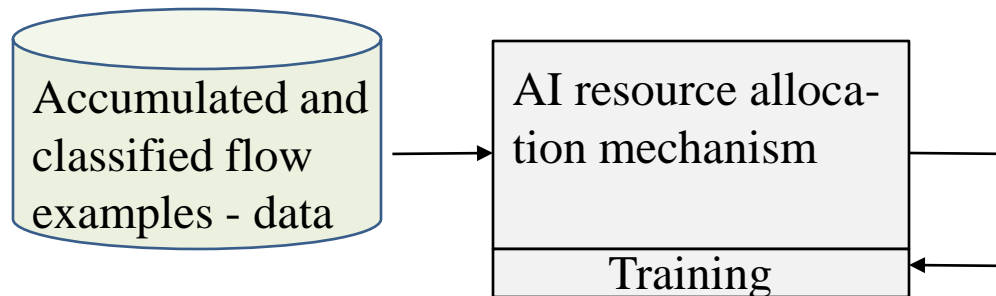 Accumulated and
classified flow
examples - data
AI resource alloca-
tion mechanism
Training